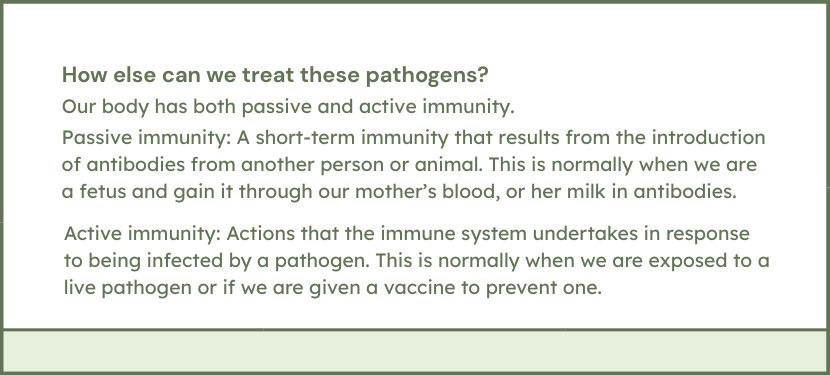 How else can we treat these pathogens?
Our body has both passive and active immunity.
Passive immunity: A short-term immunity that results from the introduction
of antibodies from another person or animal. This is normally when we are
a fetus and gain it through our mother’s blood, or her milk in antibodies.
Active immunity: Actions that the immune system undertakes in response
to being infected by a pathogen. This is normally when we are exposed to a
live pathogen or if we are given a vaccine to prevent one.